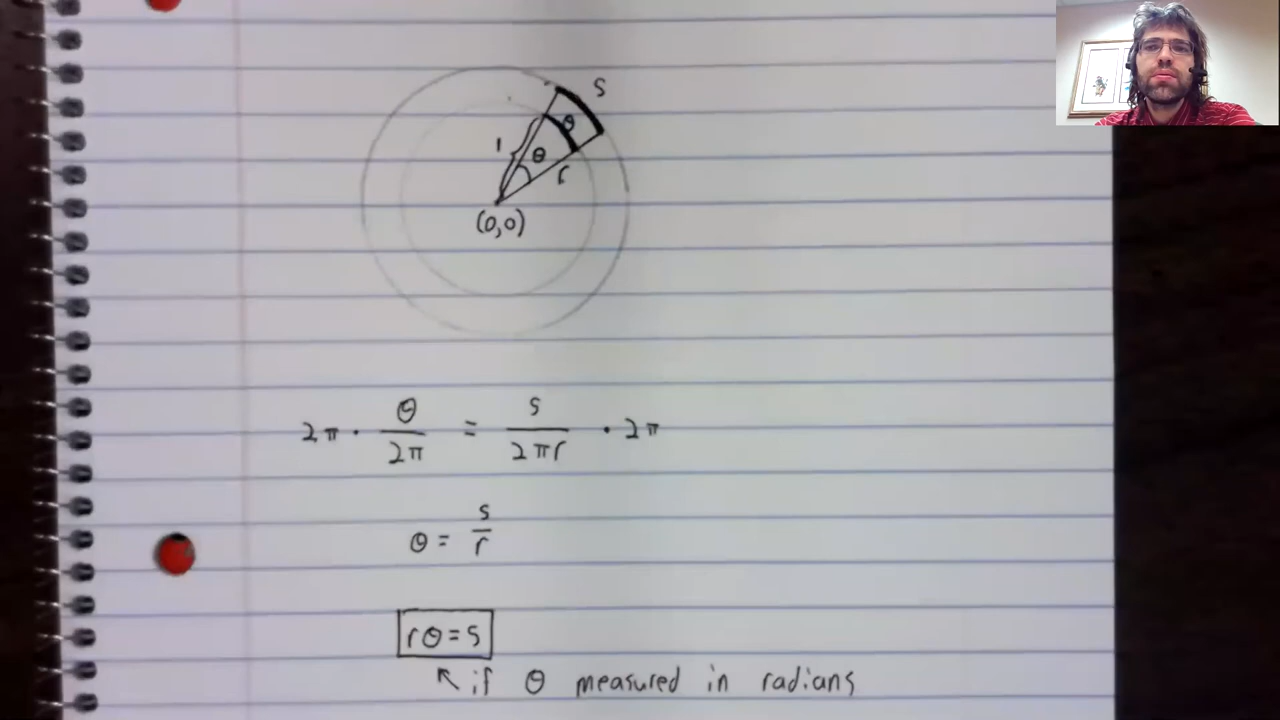 s
θ
1 θ
r
(0,0)
2π · θ/2π = s/2πr · 2π
θ = s/r
rθ = s
↖ if θ measured in radians